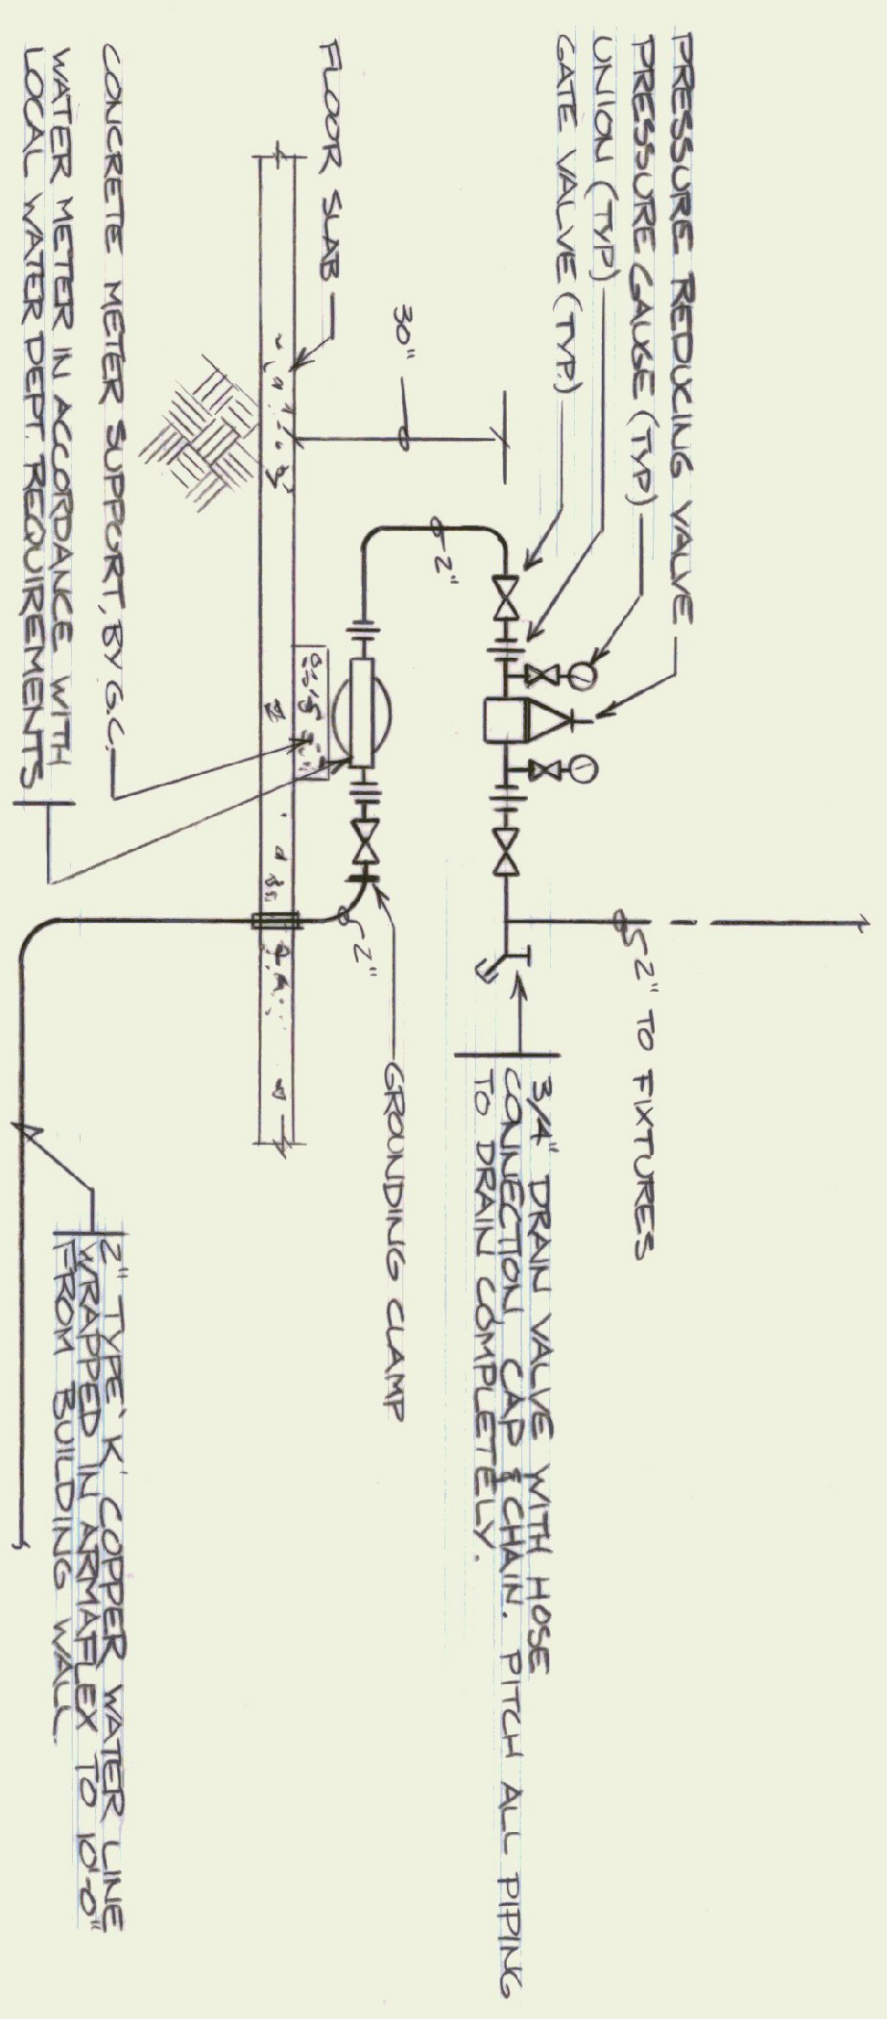 PRESSURE REDUCING VALVE
PRESSURE GAUGE (TYP)
UNION (TYP)
GATE VALVE (TYP.)
30"
FLOOR SLAB
CONCRETE METER SUPPORT, BY G.C.
WATER METER IN ACCORDANCE WITH
LOCAL WATER DEPT. REQUIREMENTS
2"
2"
2" TO FIXTURES
3/4" DRAIN VALVE WITH HOSE
CONNECTION, CAP & CHAIN. PITCH ALL PIPING
TO DRAIN COMPLETELY.
GROUNDING CLAMP
2" TYPE 'K' COPPER WATER LINE
WRAPPED IN ARMAFLEX TO 10'-0"
FROM BUILDING WALL.